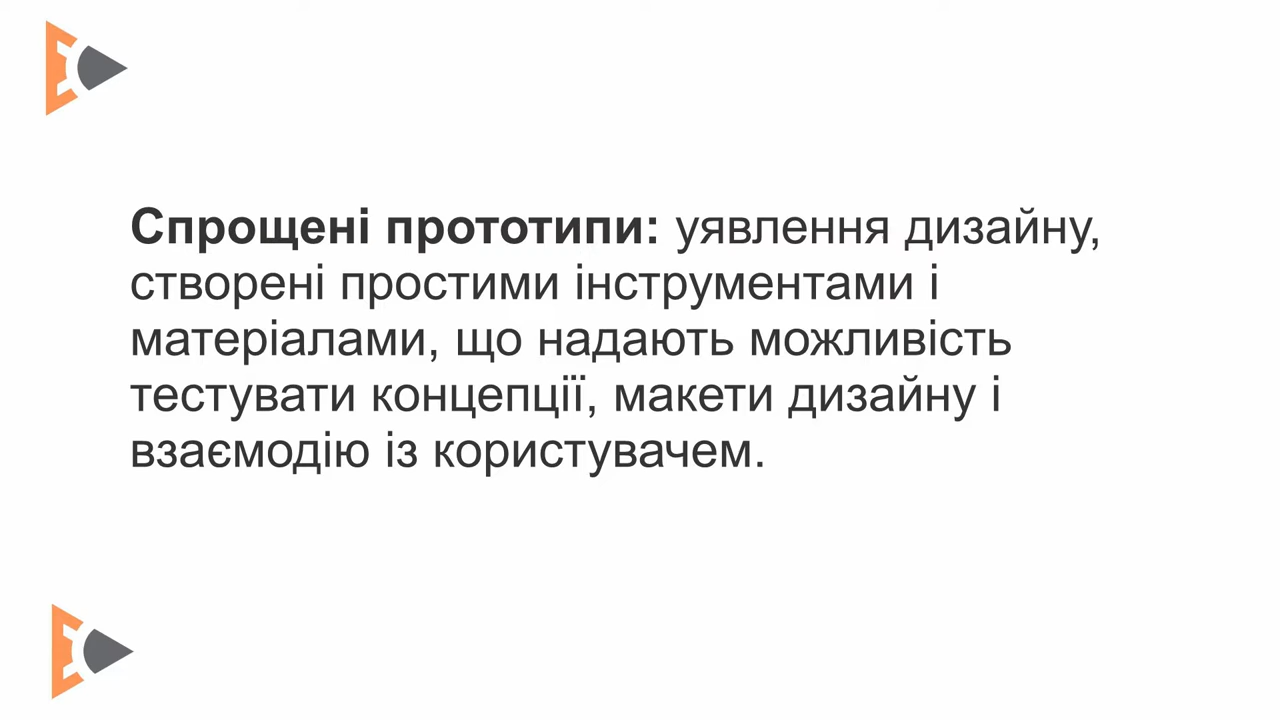 Спрощені прототипи: уявлення дизайну,
створені простими інструментами і
матеріалами, що надають можливість
тестувати концепції, макети дизайну і
взаємодію із користувачем.